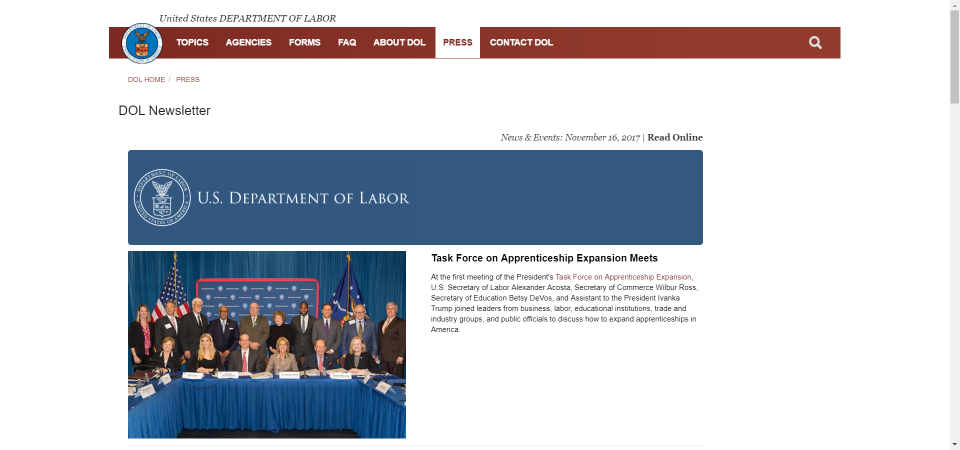 United States DEPARTMENT OF LABOR
TOPICS AGENCIES FORMS FAQ ABOUT DOL PRESS CONTACT DOL
DOL HOME / PRESS
DOL Newsletter
News & Events: November 16, 2017 | Read Online
U.S. DEPARTMENT OF LABOR
Task Force on Apprenticeship Expansion Meets
At the first meeting of the President's Task Force on Apprenticeship Expansion,
U.S. Secretary of Labor Alexander Acosta, Secretary of Commerce Wilbur Ross,
Secretary of Education Betsy DeVos, and Assistant to the President Ivanka
Trump joined leaders from business, labor, educational institutions, trade and
industry groups, and public officials to discuss how to expand apprenticeships in
America.